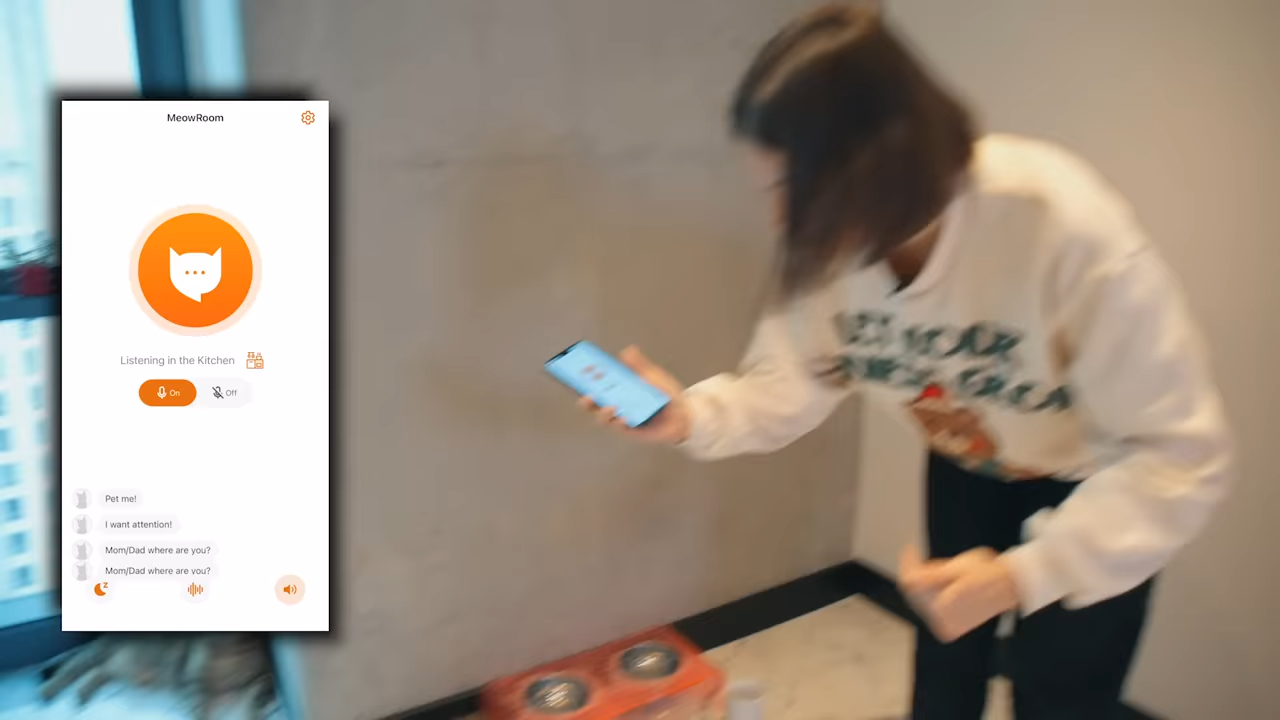 MeowRoom
Listening in the Kitchen
On
Off
Pet me!
I want attention!
Mom/Dad where are you?
Mom/Dad where are you?